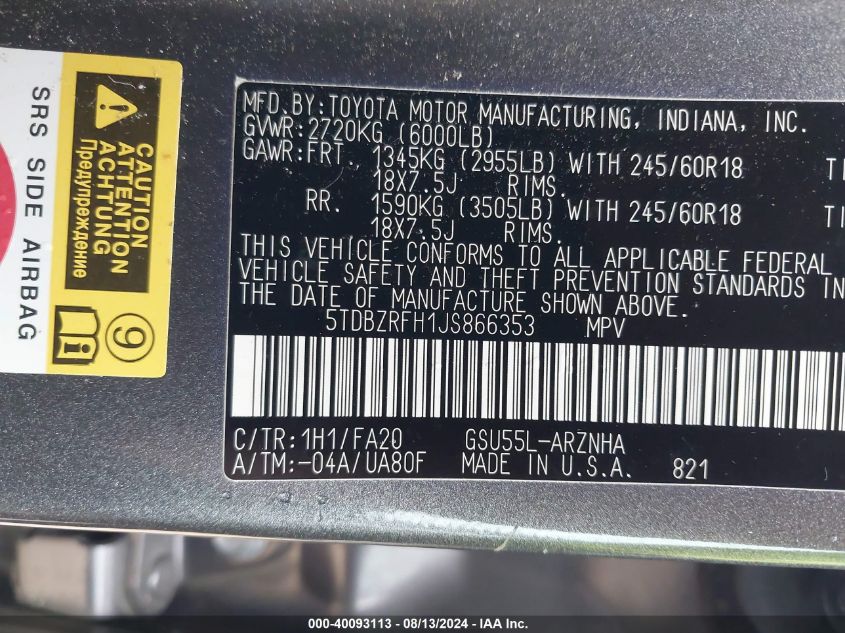 SRS SIDE AIRBAG
CAUTION
ATTENTION
ACHTUNG
Предупреждение
9
MFD.BY:TOYOTA MOTOR MANUFACTURING, INDIANA, INC.
GVWR:2720KG (6000LB)
GAWR:FRT. 1345KG (2955LB) WITH 245/60R18
18X7.5J RIMS.
RR. 1590KG (3505LB) WITH 245/60R18
18X7.5J RIMS.
THIS VEHICLE CONFORMS TO ALL APPLICABLE FEDERAL
VEHICLE SAFETY AND THEFT PREVENTION STANDARDS IN
THE DATE OF MANUFACTURE SHOWN ABOVE.
5TDBZRFH1JS866353 MPV
C/TR:1H1/FA20 GSU55L-ARZNHA
A/TM:-04A/UA80F MADE IN U.S.A. 821
000-40093113 - 08/13/2024 - IAA Inc.